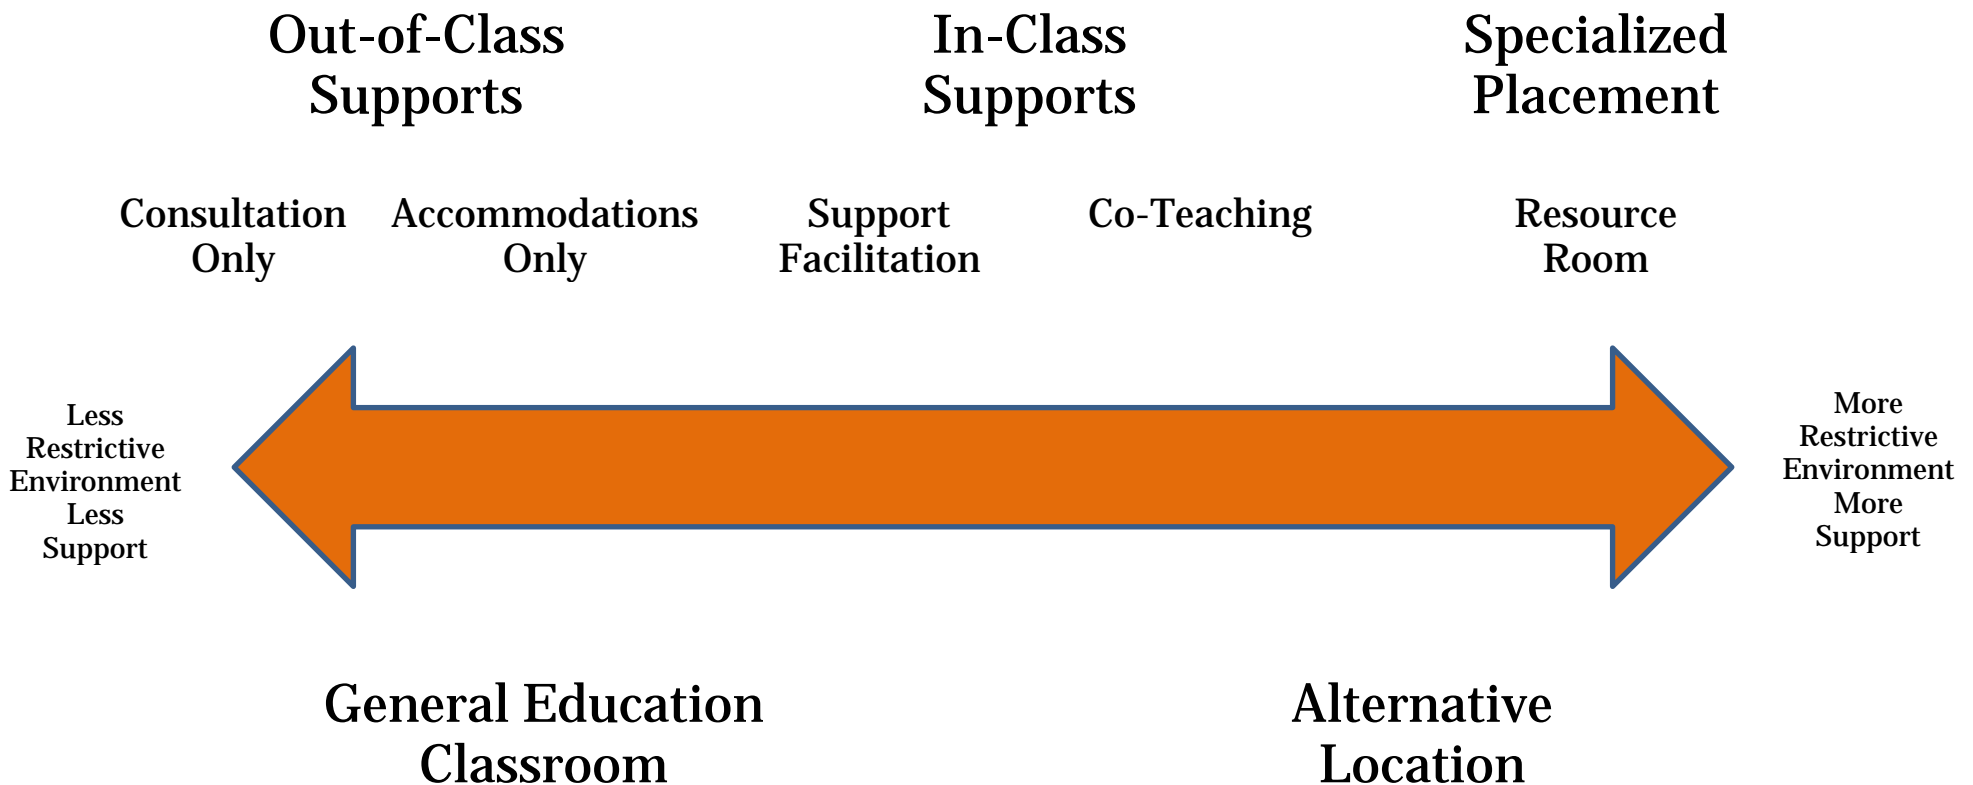 Out-of-Class
Supports
In-Class
Supports
Specialized
Placement
Consultation
Only
Accommodations
Only
Support
Facilitation
Co-Teaching
Resource
Room
Less
Restrictive
Environment
Less
Support
More
Restrictive
Environment
More
Support
General Education
Classroom
Alternative
Location